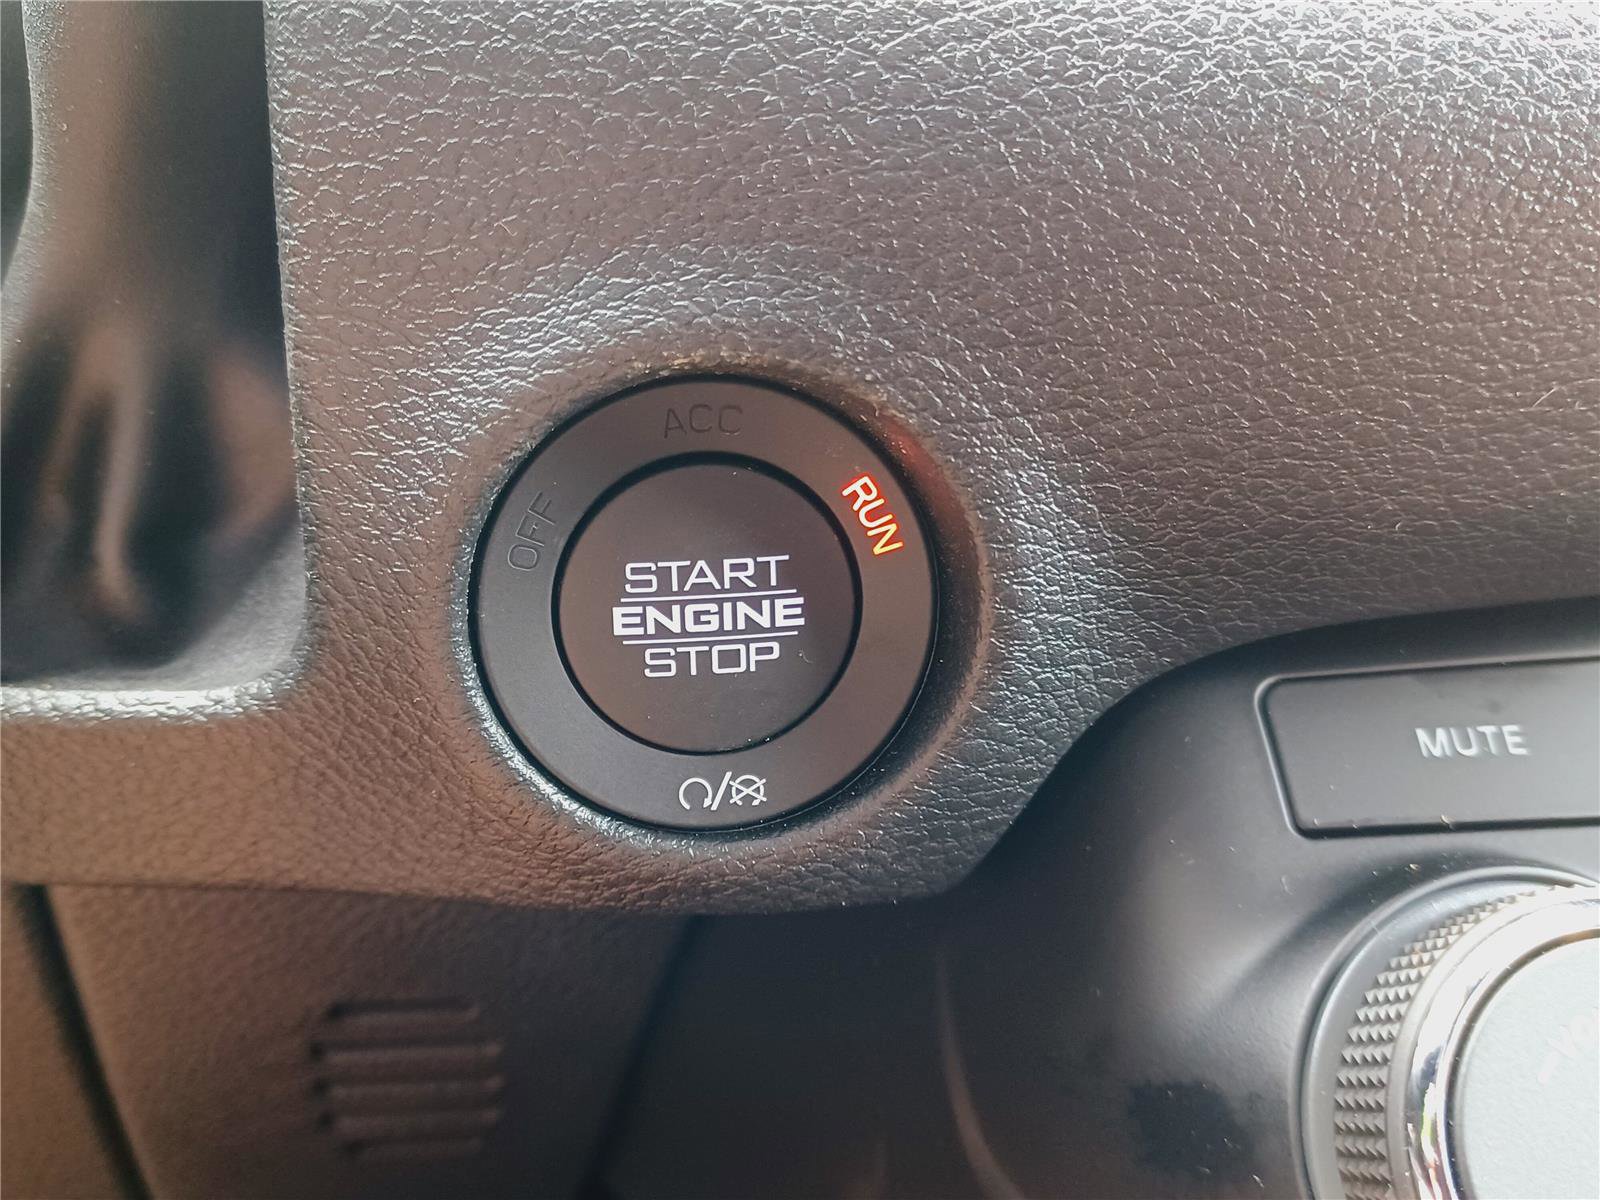 ACC
OFF
RUN
START
ENGINE
STOP
MUTE